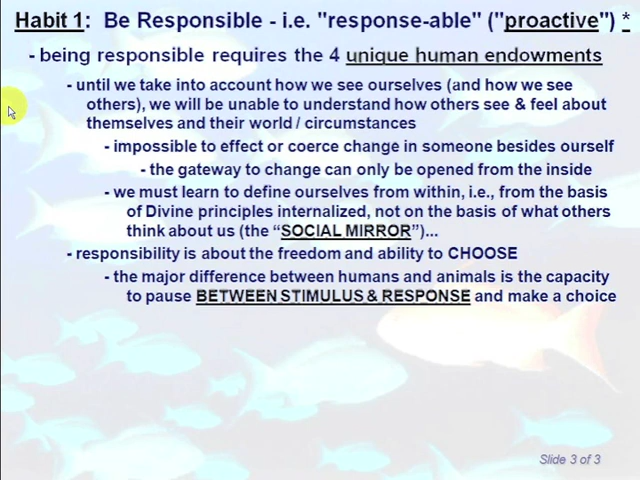 Habit 1: Be Responsible - i.e. "response-able" ("proactive") *
- being responsible requires the 4 unique human endowments
- until we take into account how we see ourselves (and how we see
others), we will be unable to understand how others see & feel about
themselves and their world / circumstances
- impossible to effect or coerce change in someone besides ourself
- the gateway to change can only be opened from the inside
- we must learn to define ourselves from within, i.e., from the basis
of Divine principles internalized, not on the basis of what others
think about us (the “SOCIAL MIRROR”)...
- responsibility is about the freedom and ability to CHOOSE
- the major difference between humans and animals is the capacity
to pause BETWEEN STIMULUS & RESPONSE and make a choice
Slide 3 of 3